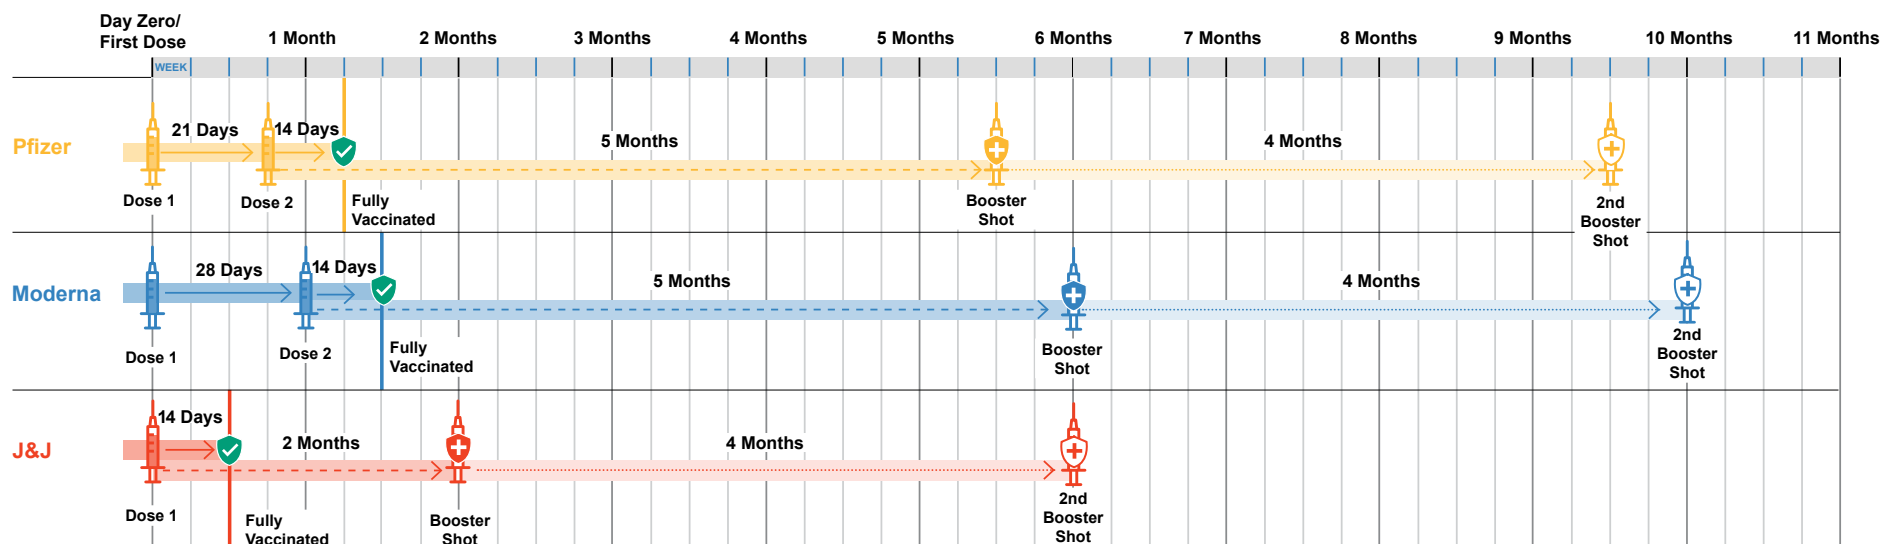 Day Zero/
First Dose
1 Month
2 Months
3 Months
4 Months
5 Months
6 Months
7 Months
8 Months
9 Months
10 Months
11 Months
WEEK
Pfizer
21 Days
14 Days
5 Months
4 Months
Dose 1
Dose 2
Fully
Vaccinated
Booster
Shot
2nd
Booster
Shot
Moderna
28 Days
14 Days
5 Months
4 Months
Dose 1
Dose 2
Fully
Vaccinated
Booster
Shot
2nd
Booster
Shot
J&J
14 Days
2 Months
4 Months
Dose 1
Fully
Vaccinated
Booster
Shot
2nd
Booster
Shot